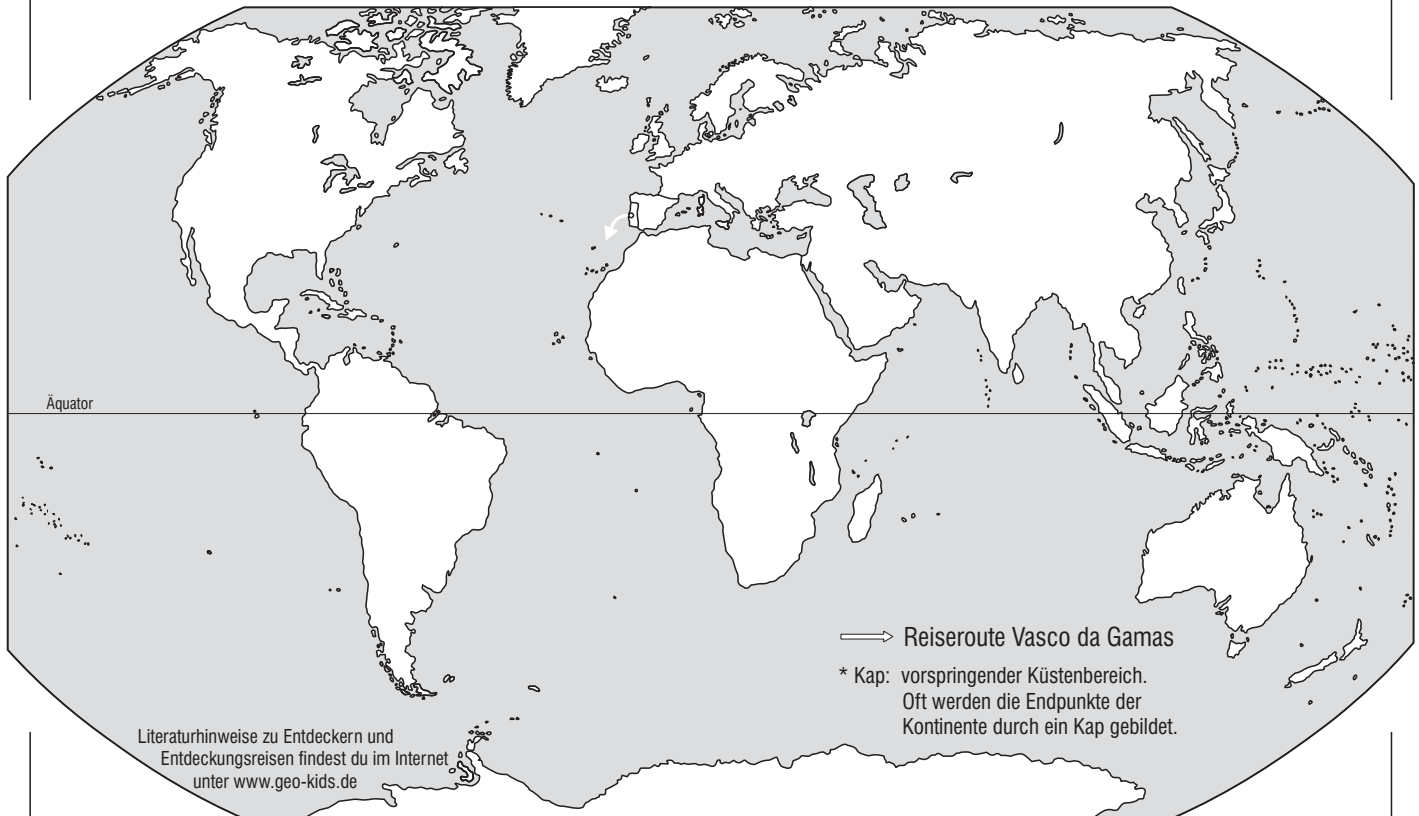 Äquator
Reiseroute Vasco da Gamas
* Kap: vorspringender Küstenbereich.
Oft werden die Endpunkte der
Kontinente durch ein Kap gebildet.
Literaturhinweise zu Entdeckern und
Entdeckungsreisen findest du im Internet
unter www.geo-kids.de